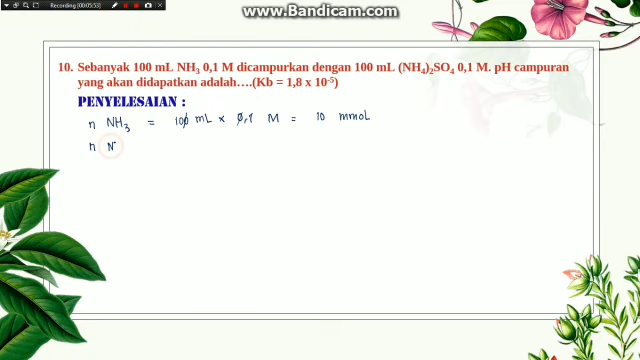 Recording [00:05:53]
www.Bandicam.com
10. Sebanyak 100 mL NH₃ 0,1 M dicampurkan dengan 100 mL (NH₄)₂SO₄ 0,1 M. pH campuran
yang akan didapatkan adalah….(Kb = 1,8 x 10⁻⁵)
PENYELESAIAN :
n NH₃ = 100 mL x 0,1 M = 10 mmoL
n N